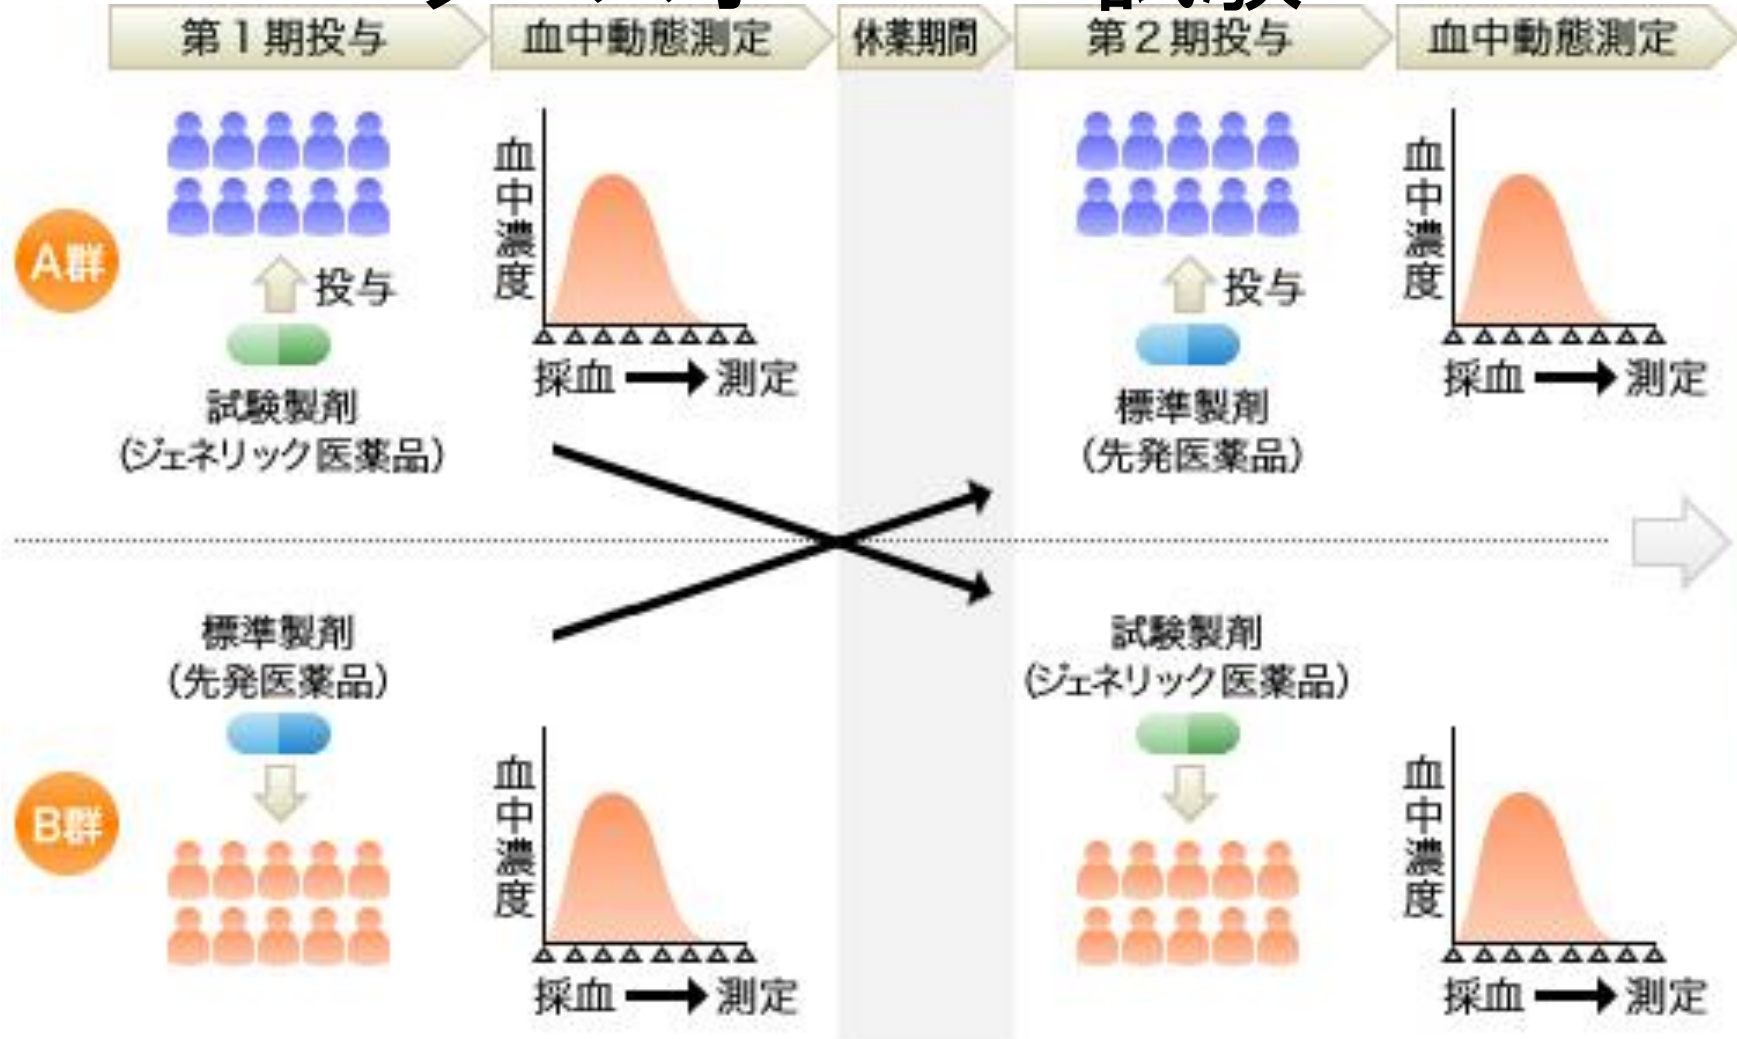 第1期投与
血中動態測定
休薬期間
第2期投与
血中動態測定
A群
投与
試験製剤
(ジェネリック医薬品)
血中濃度
採血 → 測定
投与
標準製剤
(先発医薬品)
血中濃度
採血 → 測定
B群
標準製剤
(先発医薬品)
血中濃度
採血 → 測定
試験製剤
(ジェネリック医薬品)
血中濃度
採血 → 測定